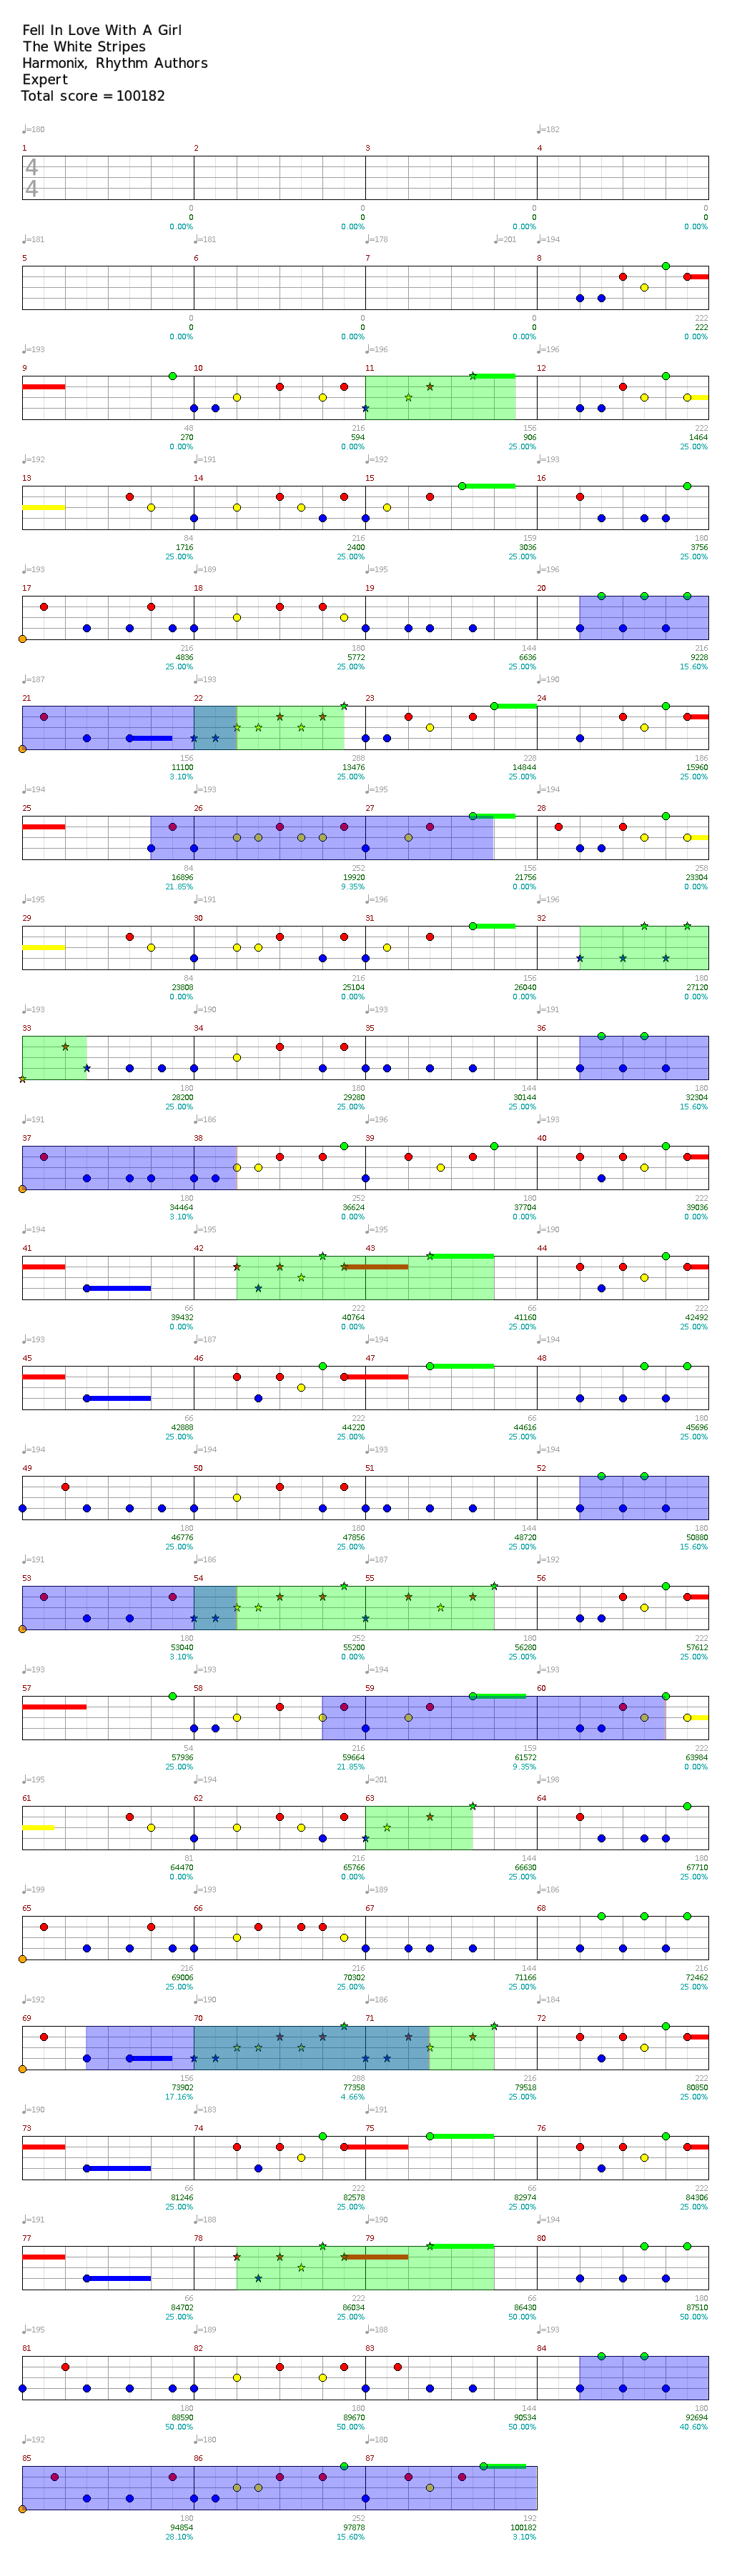 Fell In Love With A Girl
The White Stripes
Harmonix, Rhythm Authors
Expert
Total score = 100182
♩=180 ♩=182
1 2 3 4
4
4
0 0 0 0
0 0 0 0
0.00% 0.00% 0.00% 0.00%
♩=181 ♩=181 ♩=178 ♩=201 ♩=194
5 6 7 8
0 0 0 222
0 0 0 222
0.00% 0.00% 0.00% 0.00%
♩=193 ♩=196 ♩=196
9 10 11 12
48 216 156 222
270 594 906 1464
0.00% 0.00% 25.00% 25.00%
♩=192 ♩=191 ♩=192 ♩=193
13 14 15 16
84 216 159 180
1716 2400 3036 3756
25.00% 25.00% 25.00% 25.00%
♩=193 ♩=189 ♩=195
17 18 19 20
216 180 144 216
4836 5772 6636 9228
25.00% 25.00% 25.00% 15.60%
♩=187 ♩=193 ♩=190
21 22 23 24
156 288 228 186
11100 13476 14844 15960
3.10% 25.00% 25.00% 25.00%
♩=194 ♩=193 ♩=194 ♩=194
25 26 27 28
84 252 156 258
16896 19920 21756 23304
21.85% 9.35% 0.00% 0.00%
♩=195 ♩=191 ♩=196 ♩=196
29 30 31 32
84 216 156 180
23808 25104 26040 27120
0.00% 0.00% 0.00% 0.00%
♩=193 ♩=190 ♩=193 ♩=191
33 34 35 36
180 180 144 180
28200 29280 30144 32304
25.00% 25.00% 25.00% 15.60%
♩=191 ♩=186 ♩=196 ♩=193
37 38 39 40
180 252 180 222
34464 36624 37704 39036
3.10% 0.00% 0.00% 0.00%
♩=194 ♩=195 ♩=195 ♩=190
41 42 43 44
66 222 66 222
39432 40764 41160 42492
0.00% 0.00% 25.00% 25.00%
♩=193 ♩=187 ♩=194 ♩=194
45 46 47 48
66 222 66 180
42888 44220 44616 45696
25.00% 25.00% 25.00% 25.00%
♩=194 ♩=194 ♩=193 ♩=194
49 50 51 52
180 180 144 180
46776 47856 48720 50880
25.00% 25.00% 25.00% 15.60%
♩=191 ♩=186 ♩=187 ♩=192
53 54 55 56
180 252 180 222
53040 55200 56280 57612
3.10% 0.00% 25.00% 25.00%
♩=193 ♩=193 ♩=194 ♩=193
57 58 59 60
54 216 159 222
57936 59664 61572 63984
25.00% 21.85% 9.35% 0.00%
♩=195 ♩=194 ♩=201 ♩=198
61 62 63 64
81 216 144 180
64470 65766 66630 67710
0.00% 0.00% 25.00% 25.00%
♩=199 ♩=193 ♩=189 ♩=186
65 66 67 68
216 216 144 216
69006 70302 71166 72462
25.00% 25.00% 25.00% 25.00%
♩=192 ♩=190 ♩=186 ♩=184
69 70 71 72
156 288 216 222
73902 77358 79518 80850
17.16% 4.66% 25.00% 25.00%
♩=190 ♩=183 ♩=191
73 74 75 76
66 222 66 222
81246 82578 82974 84306
25.00% 25.00% 25.00% 25.00%
♩=191 ♩=188 ♩=190
77 78 79 80
66 222 66 180
84702 86034 86430 87510
25.00% 25.00% 50.00% 50.00%
♩=195 ♩=189 ♩=188 ♩=193
81 82 83 84
180 180 144 180
88590 89670 90534 92694
50.00% 50.00% 50.00% 40.60%
♩=192 ♩=180 ♩=180
85 86 87
180 252 192
94854 97878 100182
28.10% 15.60% 3.10%